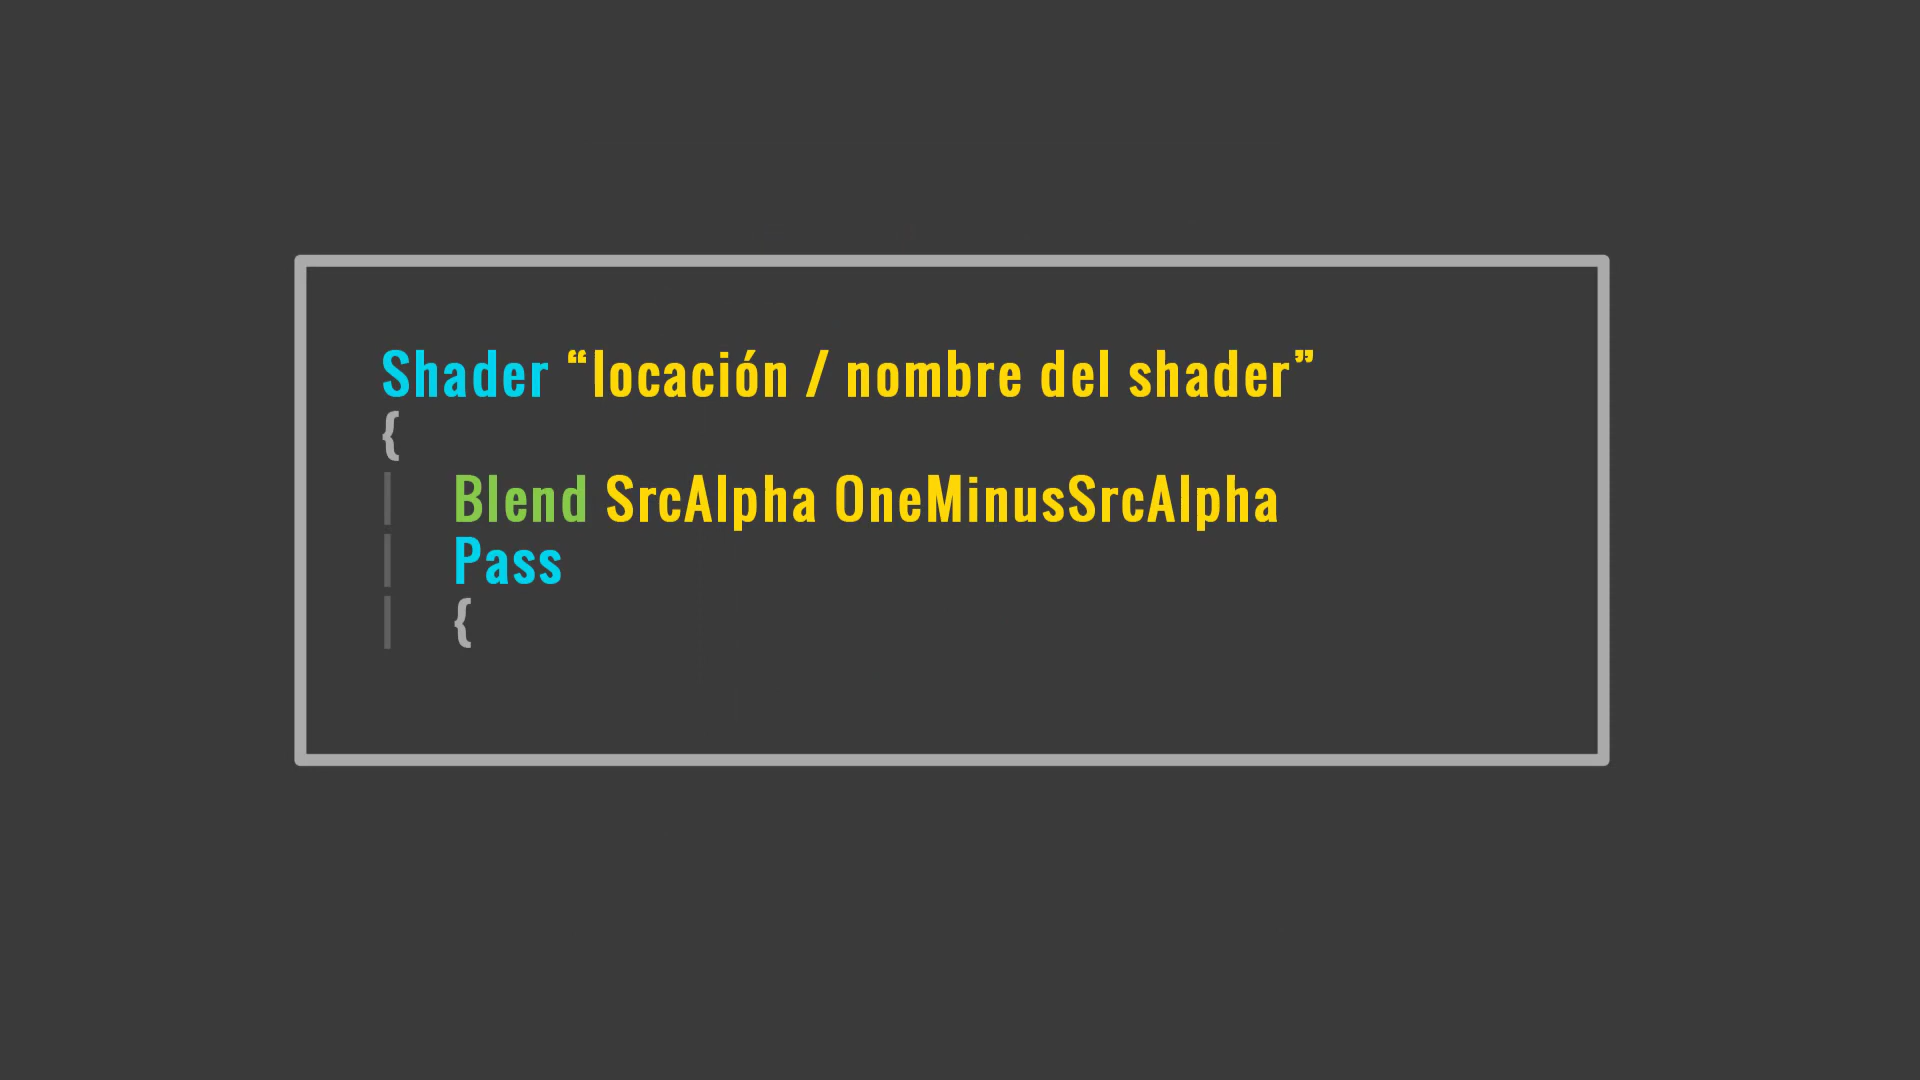 Shader “locación / nombre del shader”
{
Blend SrcAlpha OneMinusSrcAlpha
Pass
{